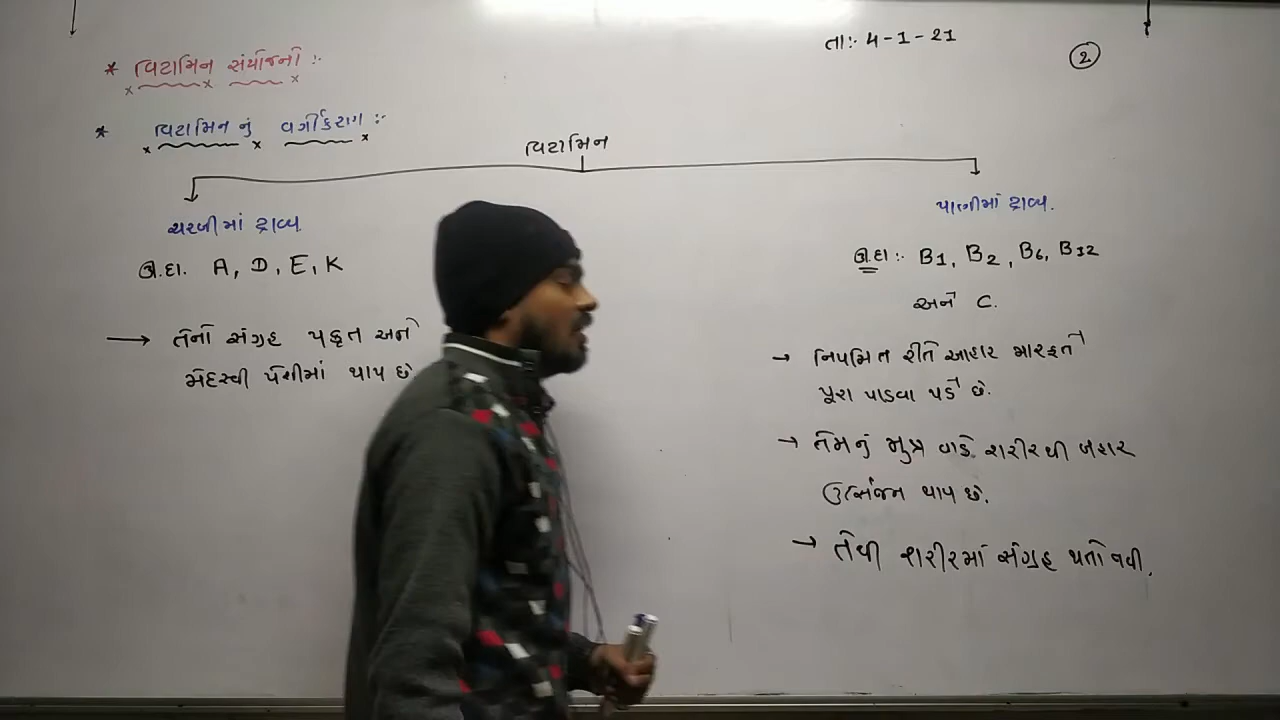 તા:- 4-1-21
2
* વિટામિન સંયોજનો :-
* વિટામિન નું વર્ગીકરણ :-
વિટામિન
ચરબીમાં દ્રાવ્ય
ઉ.દા. A, D, E, K
→ તેનો સંગ્રહ યકૃત અને
મેદસ્વી પેશીમાં થાય છે
પાણીમાં દ્રાવ્ય.
ઉ.દા:- B1, B2, B6, B12
અને C.
→ નિયમિત રીતે આહાર મારફતે
પૂરા પાડવા પડે છે.
→ તેમનું મુત્ર વાડે શરીરથી બહાર
ઉત્સર્જન થાય છે.
→ તેથી શરીરમાં સંગ્રહ થતો નથી.